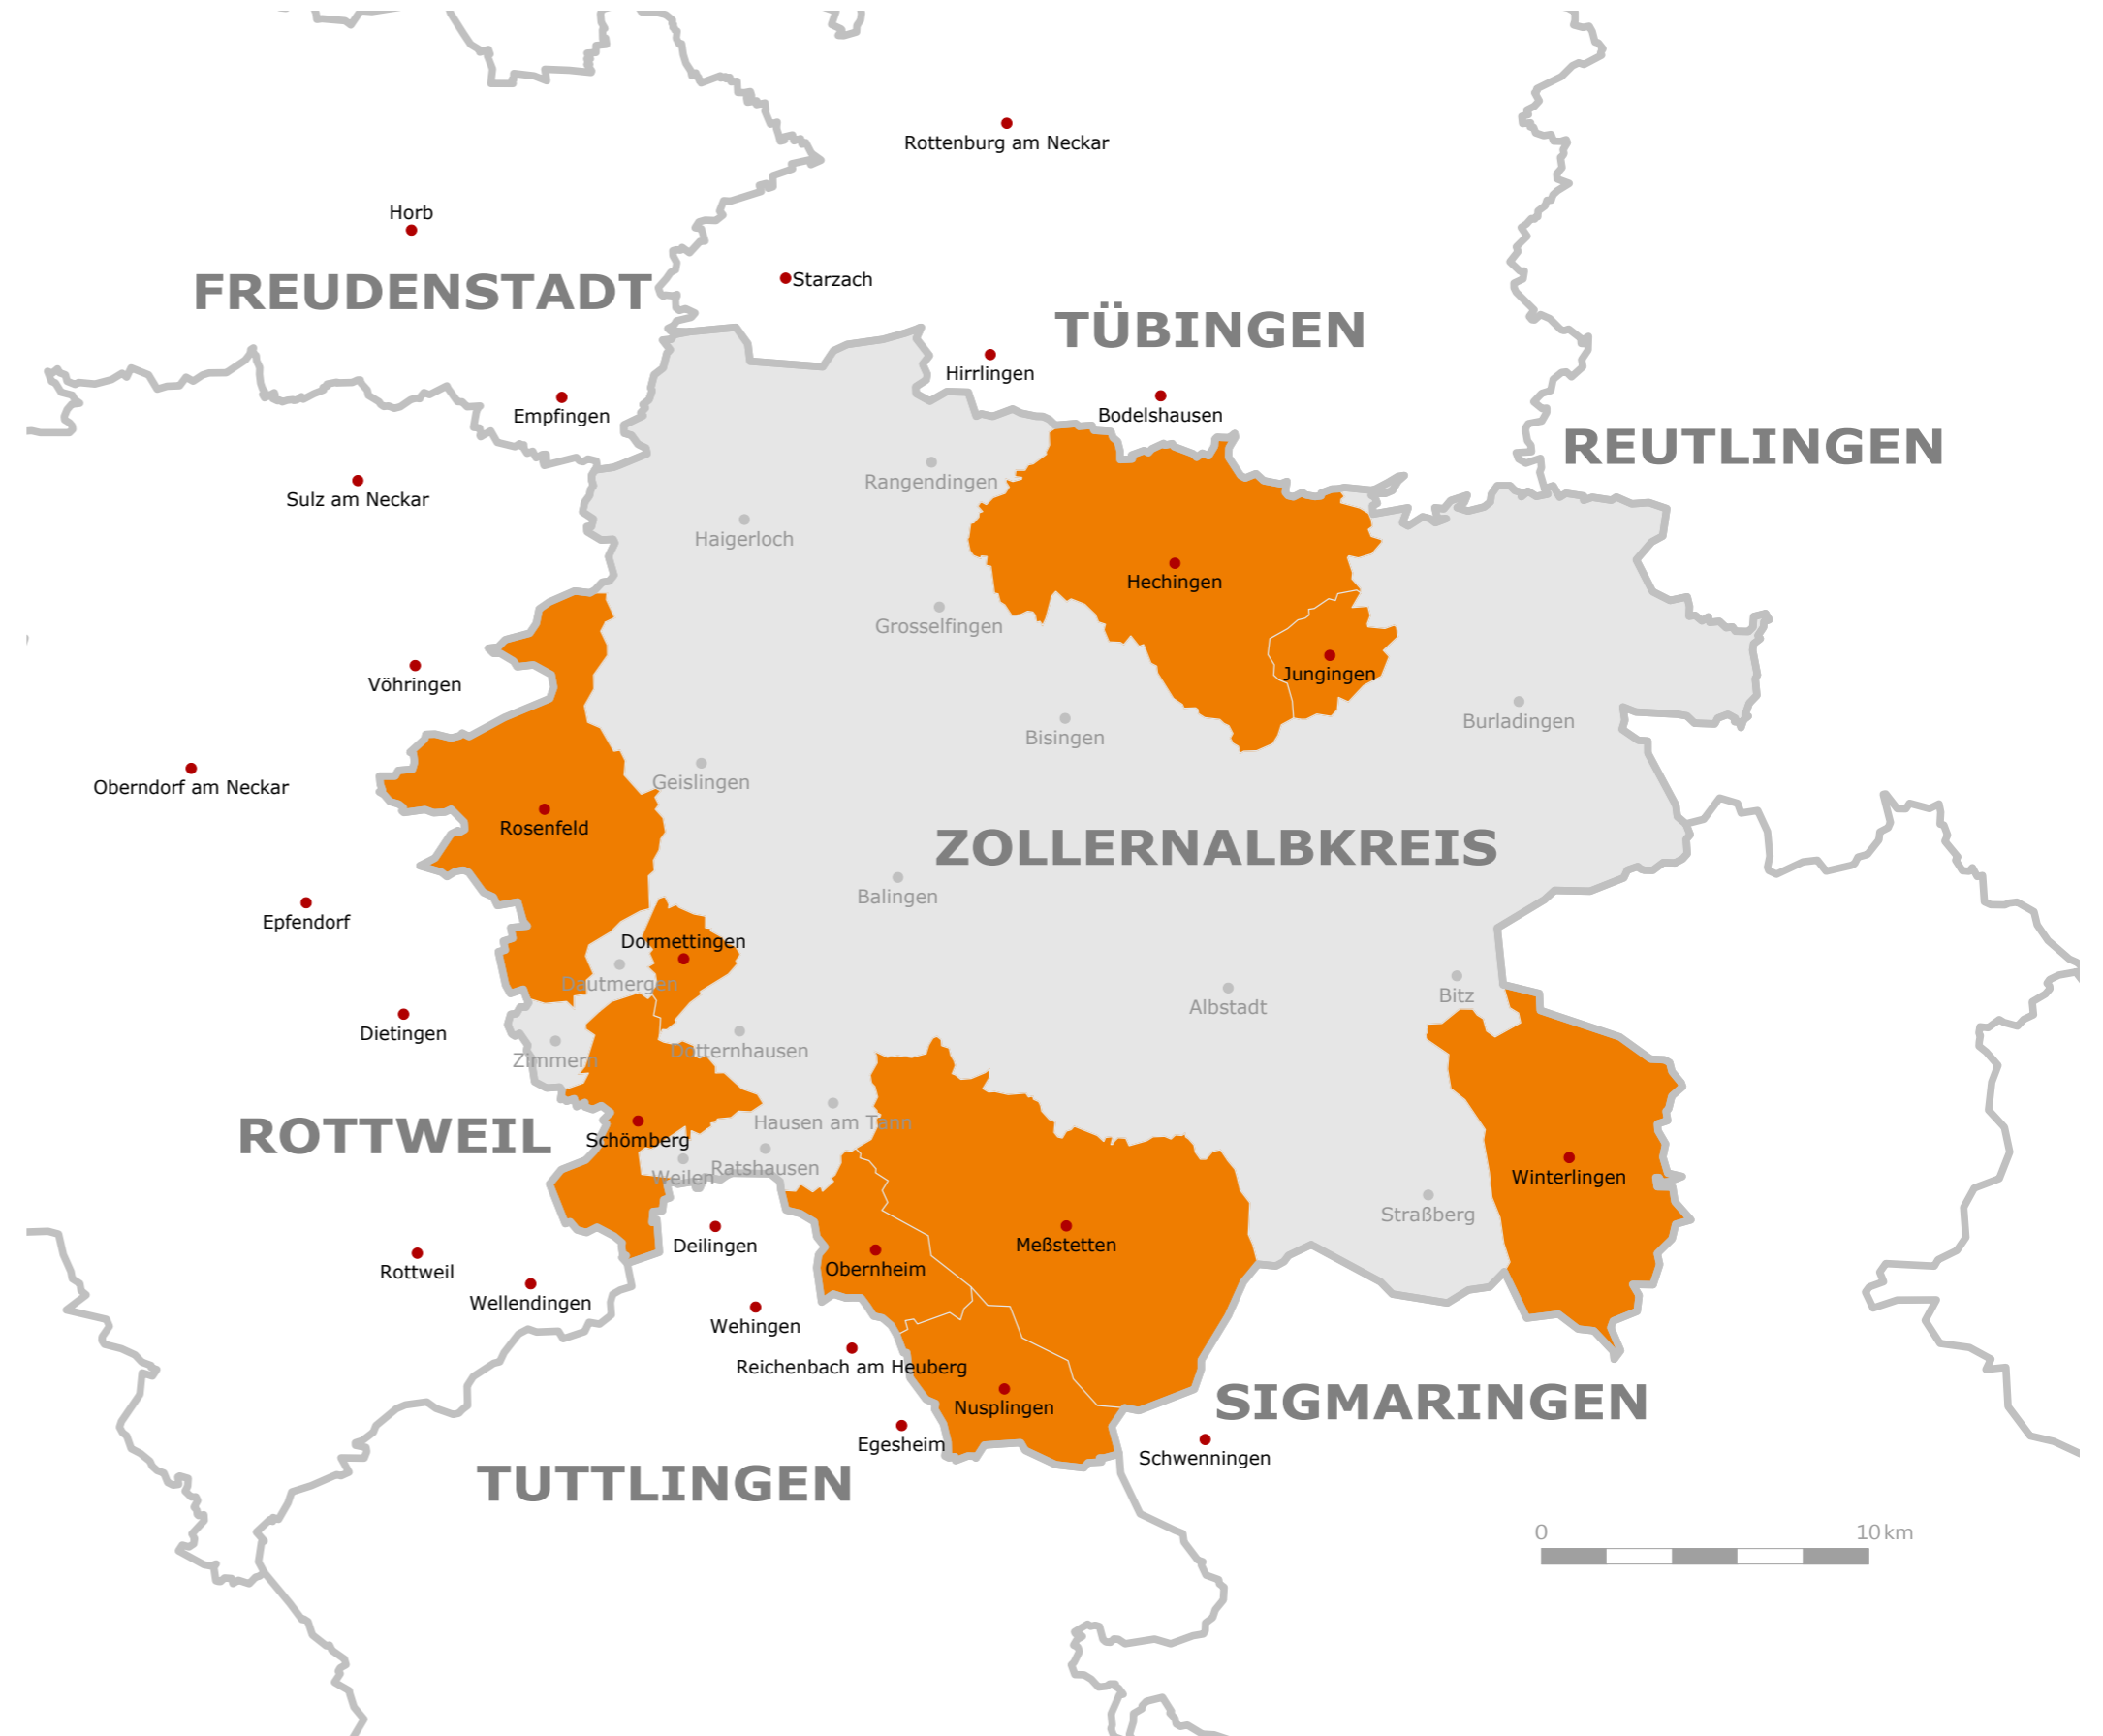 Rottenburg am Neckar
Horb
FREUDENSTADT
Starzach
TÜBINGEN
Hirrlingen
Empfingen
Bodelshausen
REUTLINGEN
Rangendingen
Sulz am Neckar
Haigerloch
Hechingen
Grosselfingen
Vöhringen
Jungingen
Burladingen
Bisingen
Oberndorf am Neckar
Geislingen
Rosenfeld
ZOLLERNALBKREIS
Balingen
Epfendorf
Dormettingen
Dautmergen
Albstadt
Bitz
Dietingen
Zimmern
Dotternhausen
Hausen am Tann
ROTTWEIL
Schömberg
Ratshausen
Weilen
Winterlingen
Straßberg
Deilingen
Meßstetten
Rottweil
Obernheim
Wellendingen
Wehingen
Reichenbach am Heuberg
Nusplingen
SIGMARINGEN
Egesheim
Schwenningen
TUTTLINGEN
0 10 km